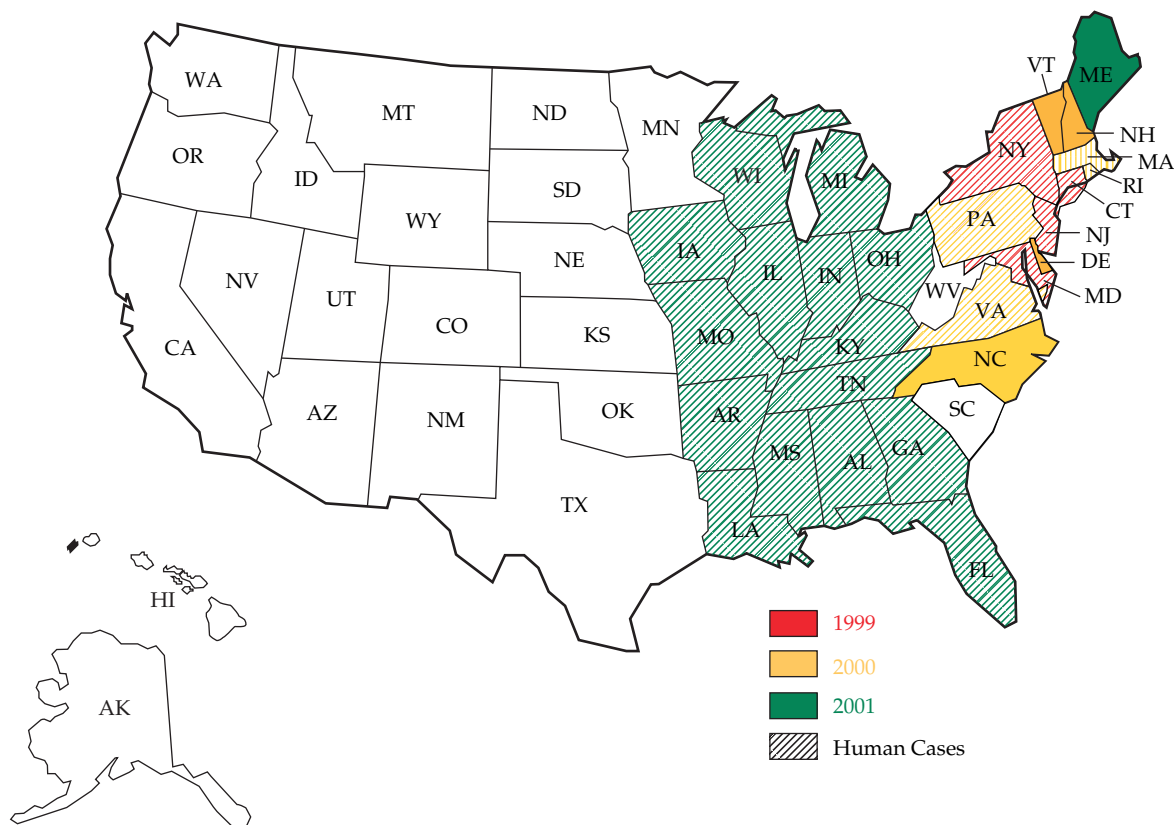 WA
MT
ND
MN
VT
ME
NH
OR
ID
SD
WI
MI
NY
MA
RI
WY
PA
CT
NJ
IA
NE
IL
IN
OH
DE
NV
UT
WV
MD
CO
VA
CA
KS
MO
KY
NC
TN
AZ
NM
OK
AR
SC
MS
AL
GA
TX
LA
FL
HI
AK
1999
2000
2001
Human Cases